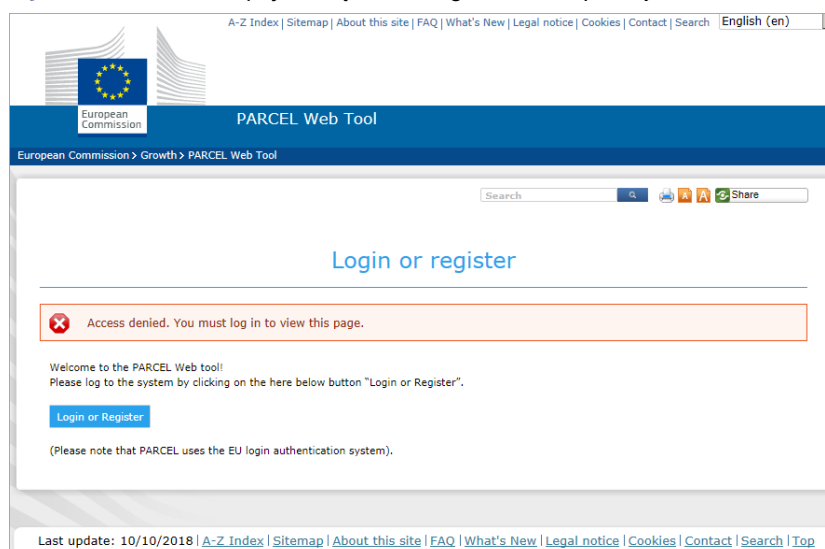 A-Z Index | Sitemap | About this site | FAQ | What's New | Legal notice | Cookies | Contact | Search English (en)
European
Commission
PARCEL Web Tool
European Commission > Growth > PARCEL Web Tool
Search Share
Login or register
Access denied. You must log in to view this page.
Welcome to the PARCEL Web tool!
Please log to the system by clicking on the here below button "Login or Register".
Login or Register
(Please note that PARCEL uses the EU login authentication system).
Last update: 10/10/2018 | A-Z Index | Sitemap | About this site | FAQ | What's New | Legal notice | Cookies | Contact | Search | Top